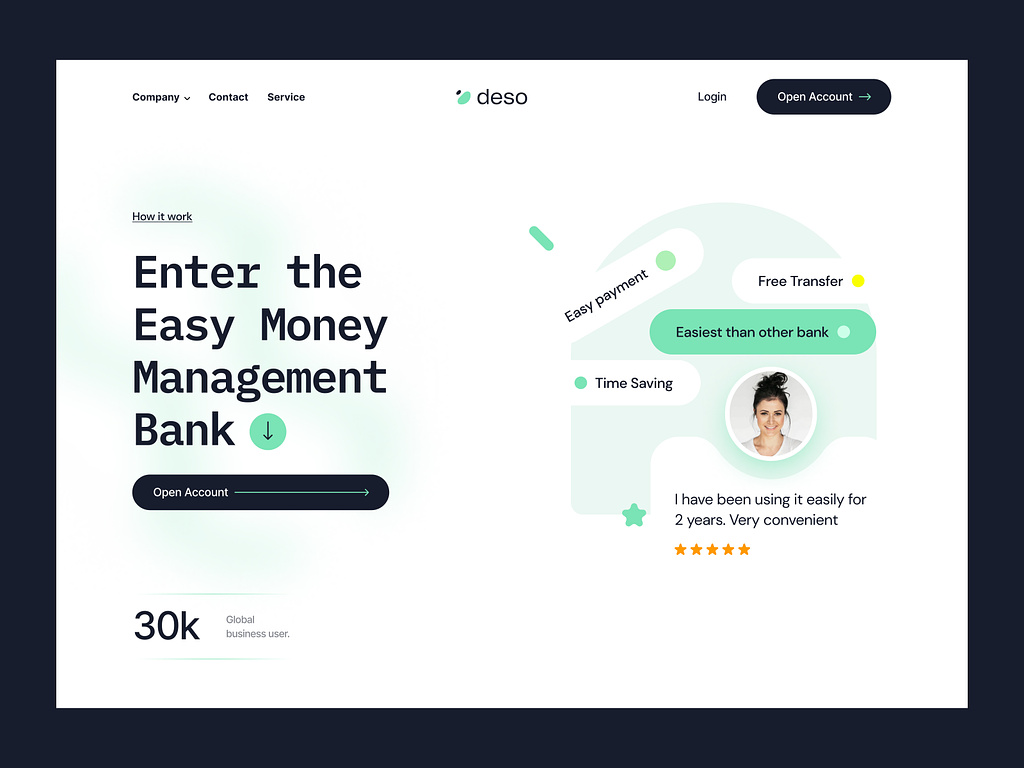 Company
Contact
Service
deso
Login
Open Account
How it work
Enter the
Easy Money
Management
Bank
Open Account
30k
Global
business user.
Easy payment
Free Transfer
Easiest than other bank
Time Saving
I have been using it easily for
2 years. Very convenient